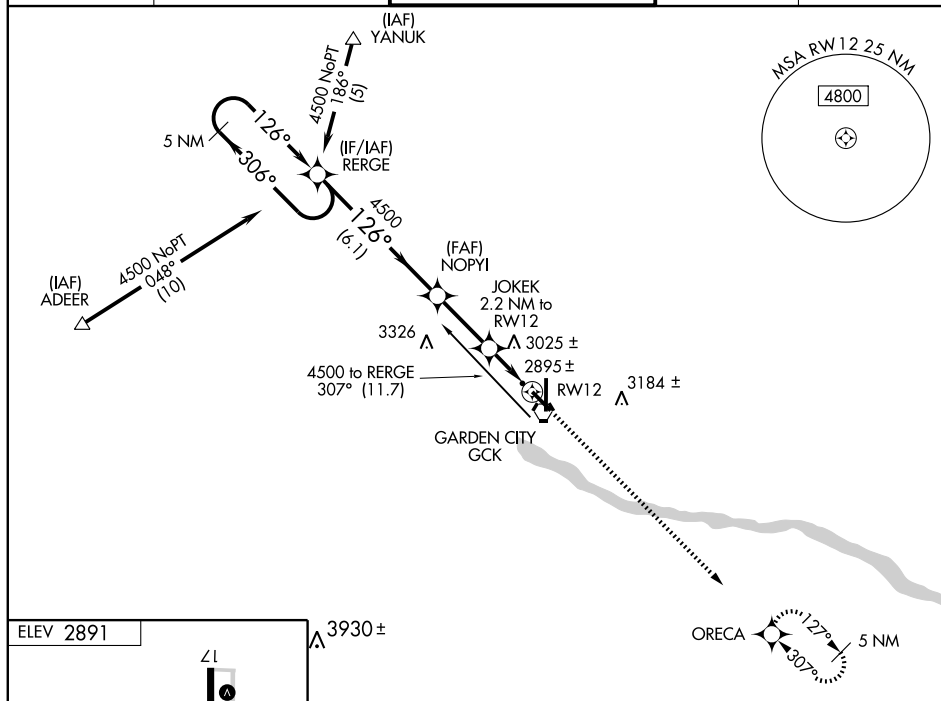 (IAF)
YANUK
4500 NoPT
186°
(5)
MSA RW12 25 NM
4800
5 NM
126°
306°
(IF/IAF)
RERGE
4500
126°
(6.1)
4500 NoPT
048°
(10)
(IAF)
ADEER
(FAF)
NOPYI
JOKEK
2.2 NM to
RW12
3326
3025 ±
2895 ±
4500 to RERGE
307° (11.7)
RW12
3184 ±
GARDEN CITY
GCK
ELEV 2891
3930 ±
17
ORECA
127°
307°
5 NM